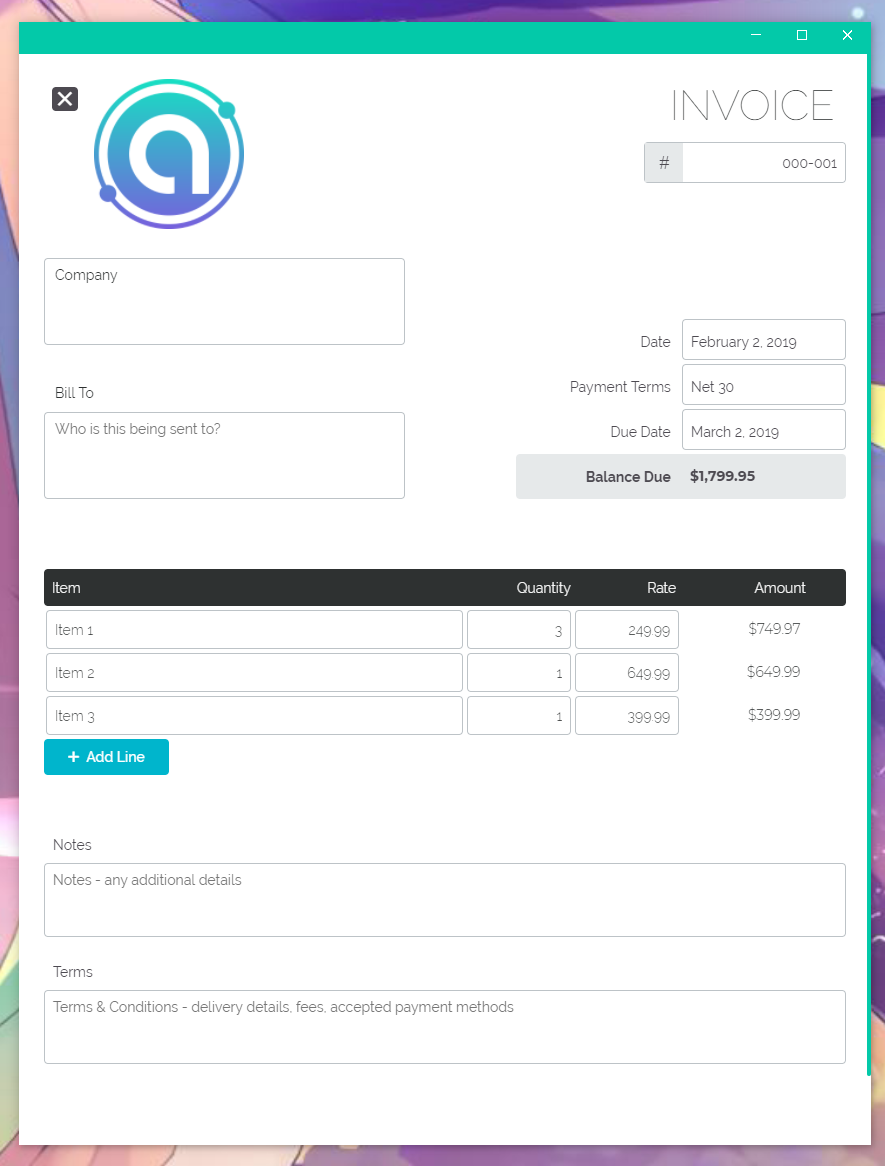 INVOICE
# 000-001
Company
Date February 2, 2019
Payment Terms Net 30
Bill To
Who is this being sent to?
Due Date March 2, 2019
Balance Due $1,799.95
Item Quantity Rate Amount
Item 1 3 249.99 $749.97
Item 2 1 649.99 $649.99
Item 3 1 399.99 $399.99
+ Add Line
Notes
Notes - any additional details
Terms
Terms & Conditions - delivery details, fees, accepted payment methods